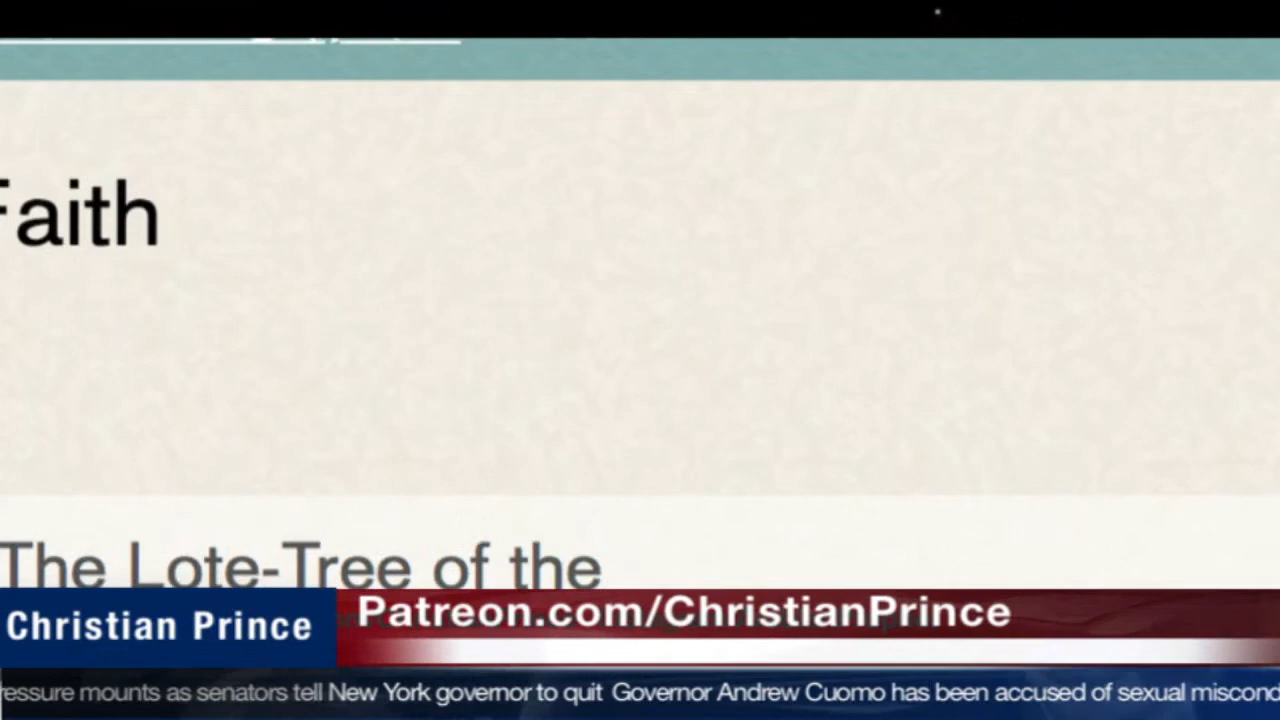 Faith
The Lote-Tree of the
Patreon.com/ChristianPrince
Christian Prince
ressure mounts as senators tell New York governor to quit Governor Andrew Cuomo has been accused of sexual miscond